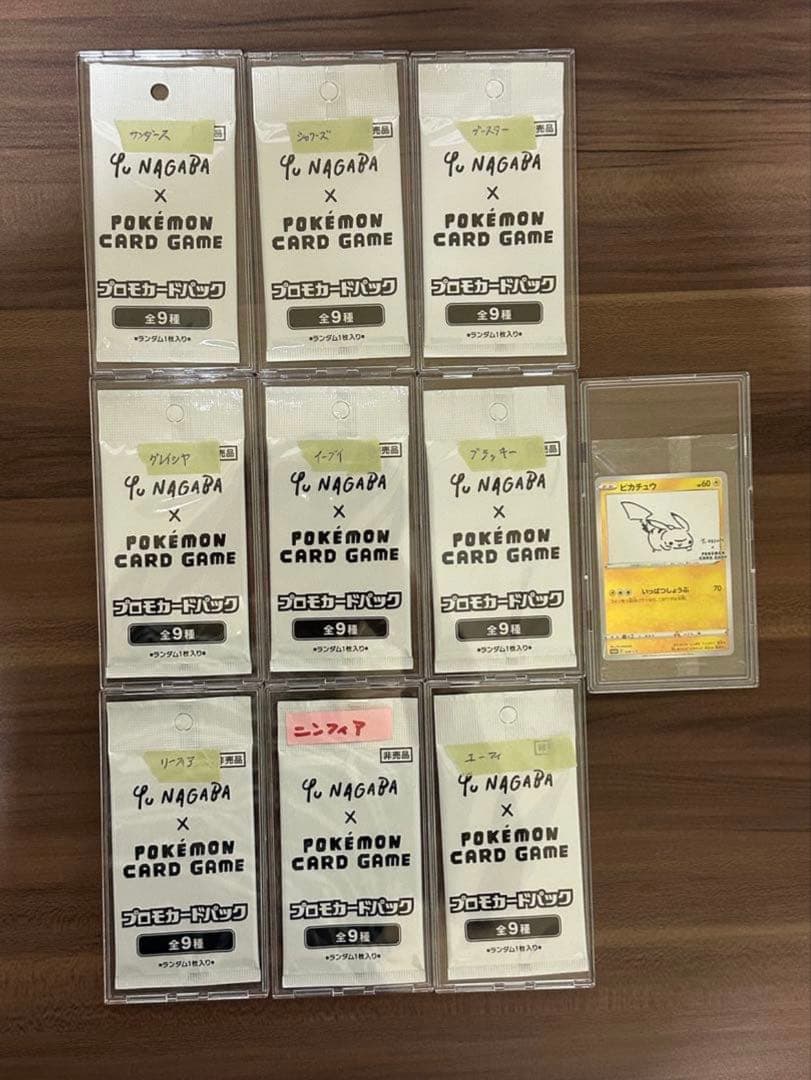 サンダース
品
Yu NAGABA
×
POKÉMON
CARD GAME
プロモカードパック
全9種
*ランダム1枚入り*
シャワーズ
売品
Yu NAGABA
×
POKÉMON
CARD GAME
プロモカードパック
全9種
*ランダム1枚入り*
ブースター
売品
Yu NAGABA
×
POKÉMON
CARD GAME
プロモカードパック
全9種
*ランダム1枚入り*
グレイシヤ
売品
Yu NAGABA
×
POKÉMON
CARD GAME
プロモカードパック
全9種
*ランダム1枚入り*
イーブイ
売品
Yu NAGABA
×
POKÉMON
CARD GAME
プロモカードパック
全9種
*ランダム1枚入り*
ブラッキー
売品
Yu NAGABA
×
POKÉMON
CARD GAME
プロモカードパック
全9種
*ランダム1枚入り*
ピカチュウ
HP60
POKÉMON
CARD GAME
いっぱつしょうぶ
70
リーフィア
非売品
Yu NAGABA
×
POKÉMON
CARD GAME
プロモカードパック
全9種
*ランダム1枚入り*
ニンフィア
非売品
Yu NAGABA
×
POKÉMON
CARD GAME
プロモカードパック
全9種
*ランダム1枚入り*
エーフィ
非
Yu NAGABA
×
POKÉMON
CARD GAME
プロモカードパック
全9種
*ランダム1枚入り*